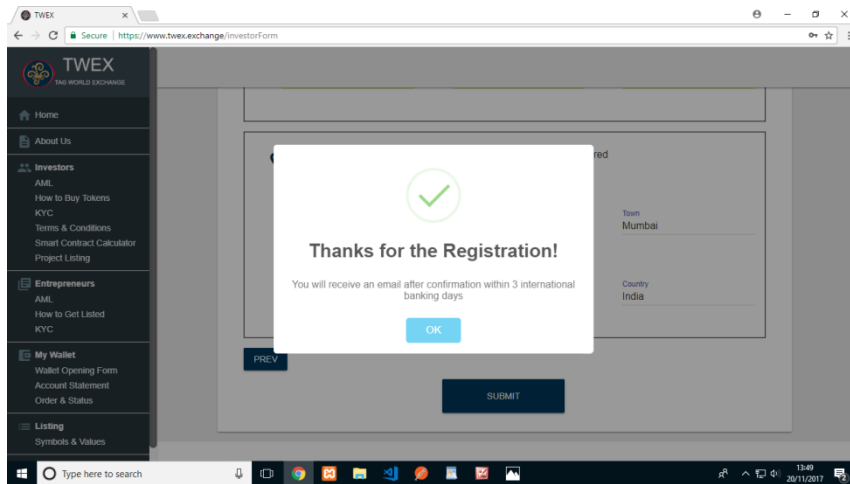 TWEX
Secure | https://www.twex.exchange/investorForm
TWEX
TAG WORLD EXCHANGE
Home
About Us
Investors
AML
How to Buy Tokens
KYC
Terms & Conditions
Smart Contract Calculator
Project Listing
Entrepreneurs
AML
How to Get Listed
KYC
My Wallet
Wallet Opening Form
Account Statement
Order & Status
Listing
Symbols & Values
red
Town
Mumbai
Country
India
Thanks for the Registration!
You will receive an email after confirmation within 3 international
banking days
OK
PREV
SUBMIT
Type here to search
13:49
20/11/2017
2